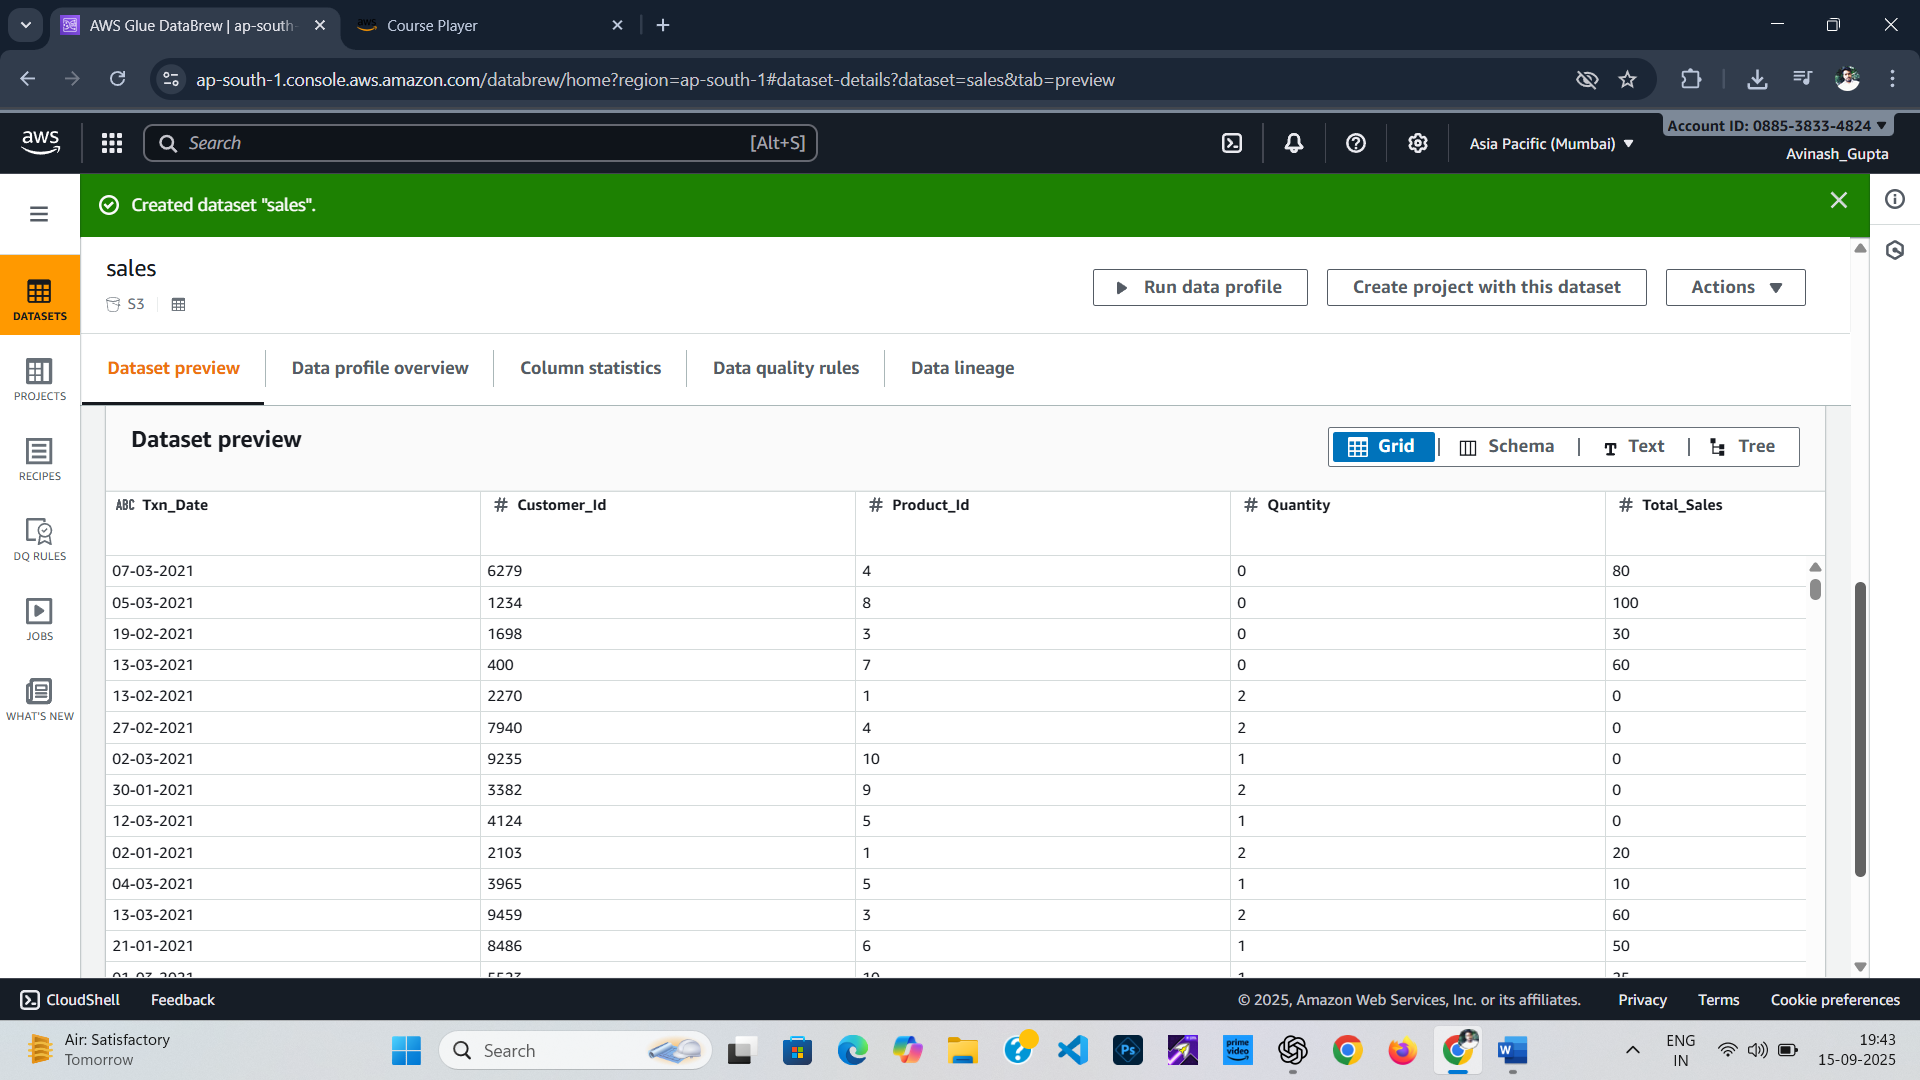 AWS Glue DataBrew | ap-south-
Course Player
ap-south-1.console.aws.amazon.com/databrew/home?region=ap-south-1#dataset-details?dataset=sales&tab=preview
aws
Search
[Alt+S]
Asia Pacific (Mumbai)
Account ID: 0885-3833-4824
Avinash_Gupta
Created dataset "sales".
sales
S3
Run data profile
Create project with this dataset
Actions
DATASETS
PROJECTS
RECIPES
DQ RULES
JOBS
WHAT'S NEW
Dataset preview
Data profile overview
Column statistics
Data quality rules
Data lineage
Dataset preview
Grid | Schema | Text | Tree
ABC Txn_Date # Customer_Id # Product_Id # Quantity # Total_Sales
07-03-2021 6279 4 0 80
05-03-2021 1234 8 0 100
19-02-2021 1698 3 0 30
13-03-2021 400 7 0 60
13-02-2021 2270 1 2 0
27-02-2021 7940 4 2 0
02-03-2021 9235 10 1 0
30-01-2021 3382 9 2 0
12-03-2021 4124 5 1 0
02-01-2021 2103 1 2 20
04-03-2021 3965 5 1 10
13-03-2021 9459 3 2 60
21-01-2021 8486 6 1 50
CloudShell
Feedback
© 2025, Amazon Web Services, Inc. or its affiliates.
Privacy
Terms
Cookie preferences
Air: Satisfactory
Tomorrow
Search
Ps
prime video
W
ENG
IN
19:43
15-09-2025